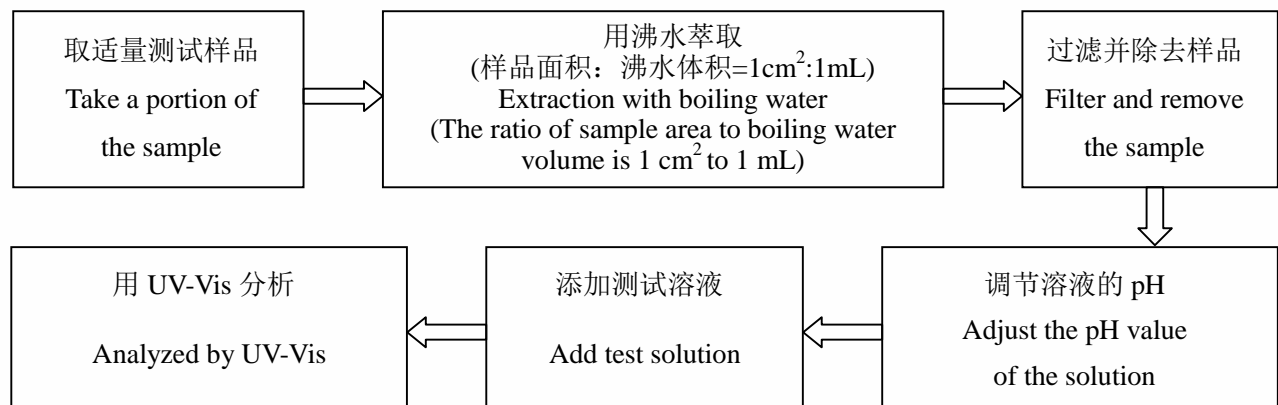 取适量测试样品
Take a portion of
the sample
用沸水萃取
(样品面积：沸水体积=1cm²:1mL)
Extraction with boiling water
(The ratio of sample area to boiling water
volume is 1 cm² to 1 mL)
过滤并除去样品
Filter and remove
the sample
调节溶液的 pH
Adjust the pH value
of the solution
添加测试溶液
Add test solution
用 UV-Vis 分析
Analyzed by UV-Vis